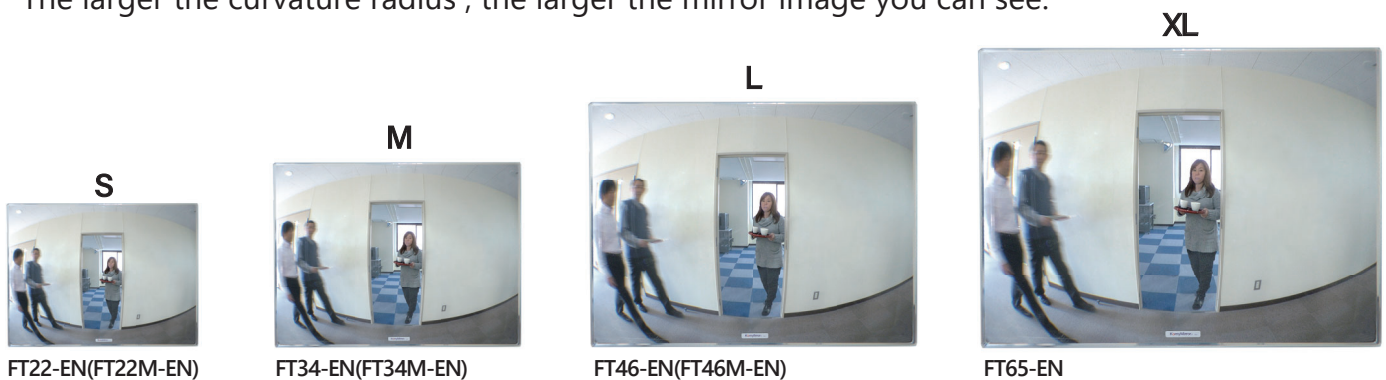 The larger the curvature radius , the larger the mirror image you can see.
S
M
L
XL
FT22-EN(FT22M-EN)
FT34-EN(FT34M-EN)
FT46-EN(FT46M-EN)
FT65-EN